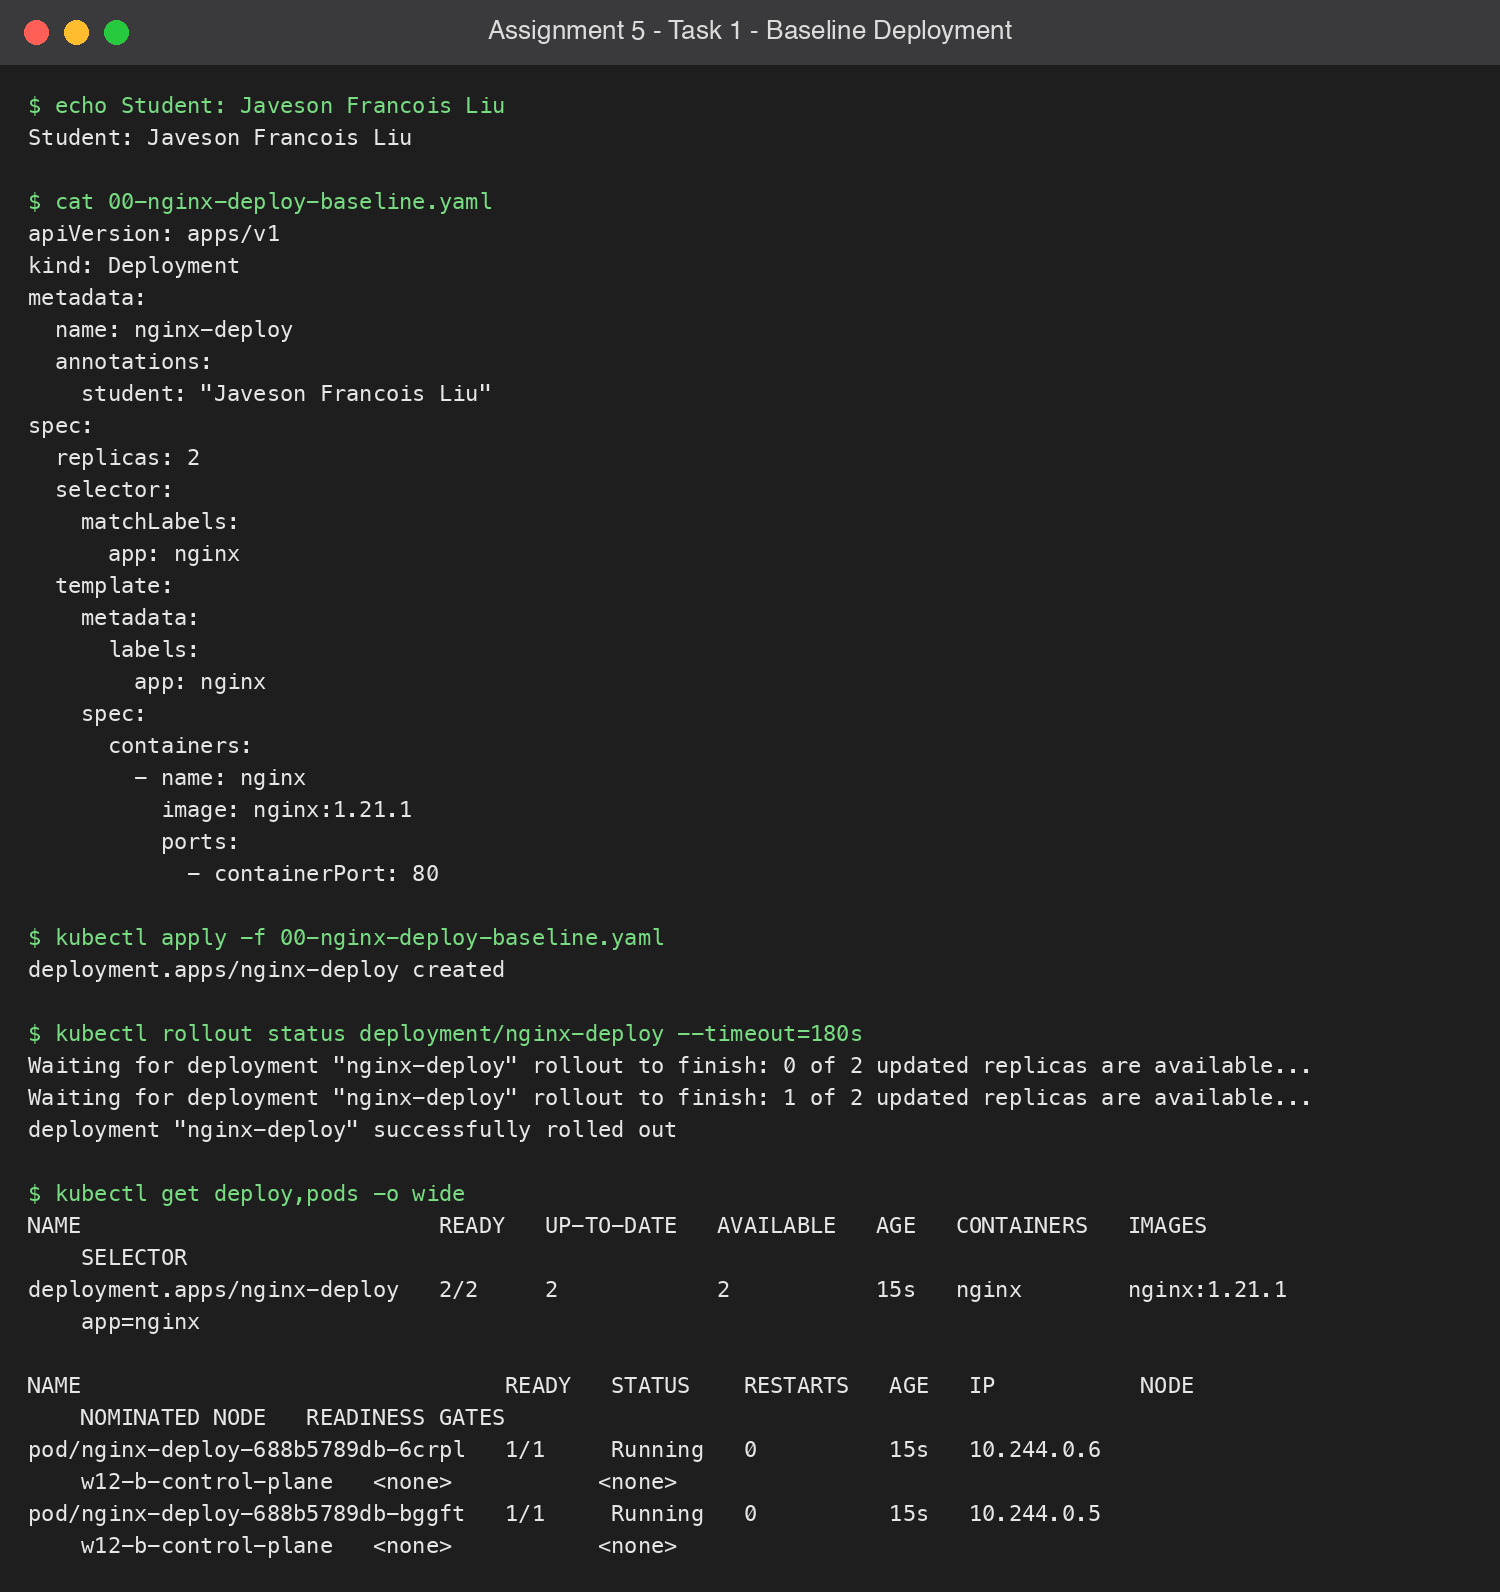 Assignment 5 - Task 1 - Baseline Deployment
$ echo Student: Javeson Francois Liu
Student: Javeson Francois Liu
$ cat 00-nginx-deploy-baseline.yaml
apiVersion: apps/v1
kind: Deployment
metadata:
  name: nginx-deploy
  annotations:
    student: "Javeson Francois Liu"
spec:
  replicas: 2
  selector:
    matchLabels:
      app: nginx
  template:
    metadata:
      labels:
        app: nginx
    spec:
      containers:
        - name: nginx
          image: nginx:1.21.1
          ports:
            - containerPort: 80
$ kubectl apply -f 00-nginx-deploy-baseline.yaml
deployment.apps/nginx-deploy created
$ kubectl rollout status deployment/nginx-deploy --timeout=180s
Waiting for deployment "nginx-deploy" rollout to finish: 0 of 2 updated replicas are available...
Waiting for deployment "nginx-deploy" rollout to finish: 1 of 2 updated replicas are available...
deployment "nginx-deploy" successfully rolled out
$ kubectl get deploy,pods -o wide
NAME                           READY   UP-TO-DATE   AVAILABLE   AGE   CONTAINERS   IMAGES
    SELECTOR
deployment.apps/nginx-deploy   2/2     2            2           15s   nginx        nginx:1.21.1
    app=nginx
NAME                                READY   STATUS    RESTARTS   AGE   IP           NODE
    NOMINATED NODE   READINESS GATES
pod/nginx-deploy-688b5789db-6crpl   1/1     Running   0          15s   10.244.0.6
    w12-b-control-plane   <none>           <none>
pod/nginx-deploy-688b5789db-bggft   1/1     Running   0          15s   10.244.0.5
    w12-b-control-plane   <none>           <none>